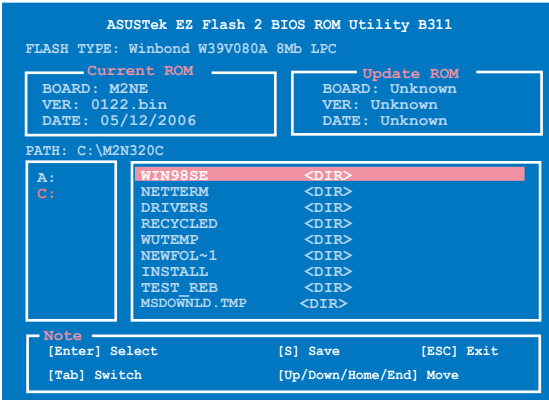 ASUSTek EZ Flash 2 BIOS ROM Utility B311
FLASH TYPE: Winbond W39V080A 8Mb LPC
Current ROM
BOARD: M2NE
VER: 0122.bin
DATE: 05/12/2006
Update ROM
BOARD: Unknown
VER: Unknown
DATE: Unknown
PATH: C:\M2N320C
A:
C:
WIN98SE <DIR>
NETTERM <DIR>
DRIVERS <DIR>
RECYCLED <DIR>
WUTEMP <DIR>
NEWFOL~1 <DIR>
INSTALL <DIR>
TEST_REB <DIR>
MSDOWNLD.TMP <DIR>
Note
[Enter] Select [S] Save [ESC] Exit
[Tab] Switch [Up/Down/Home/End] Move